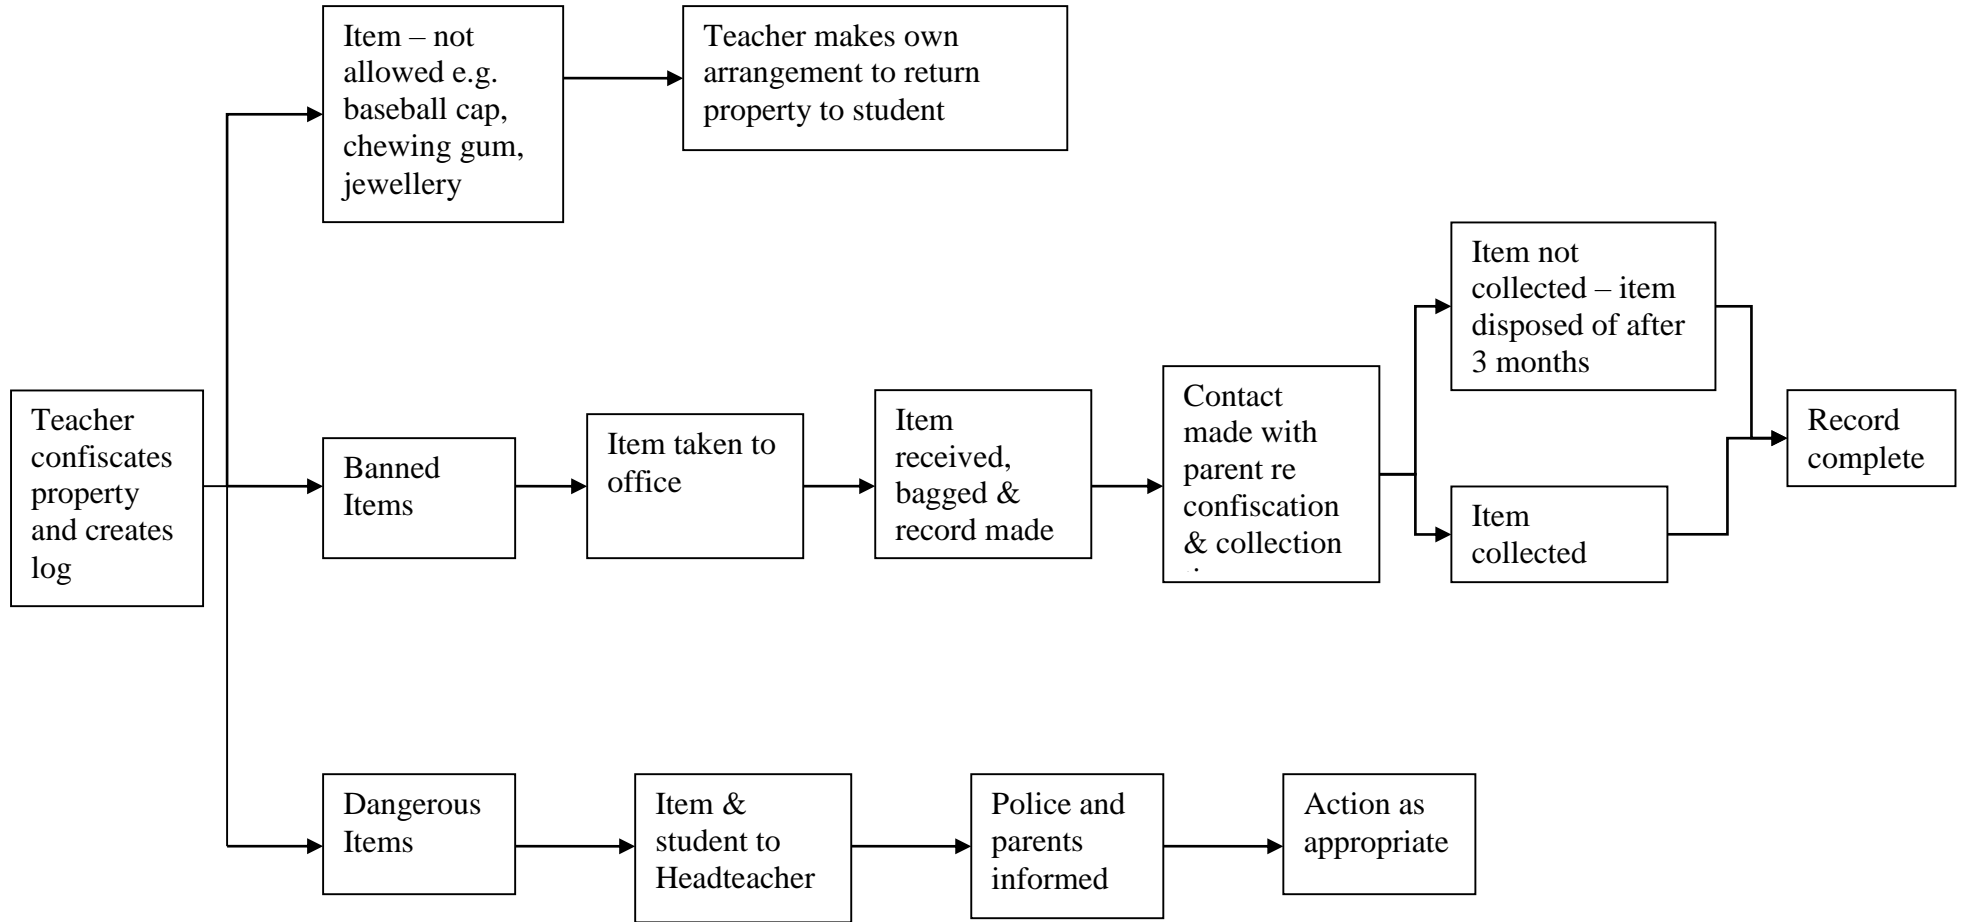 Item – not
allowed e.g.
baseball cap,
chewing gum,
jewellery
Teacher makes own
arrangement to return
property to student
Teacher
confiscates
property
and creates
log
Banned
Items
Item taken to
office
Item
received,
bagged &
record made
Contact
made with
parent re
confiscation
& collection
Item not
collected – item
disposed of after
3 months
Item
collected
Record
complete
Dangerous
Items
Item &
student to
Headteacher
Police and
parents
informed
Action as
appropriate